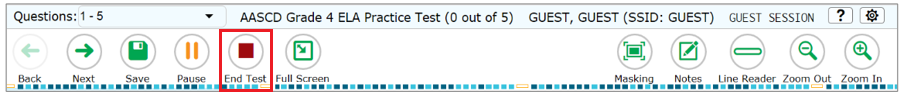 Questions: 1 - 5 AASCD Grade 4 ELA Practice Test (0 out of 5) GUEST, GUEST (SSID: GUEST) GUEST SESSION ?
Back Next Save Pause End Test Full Screen Masking Notes Line Reader Zoom Out Zoom In